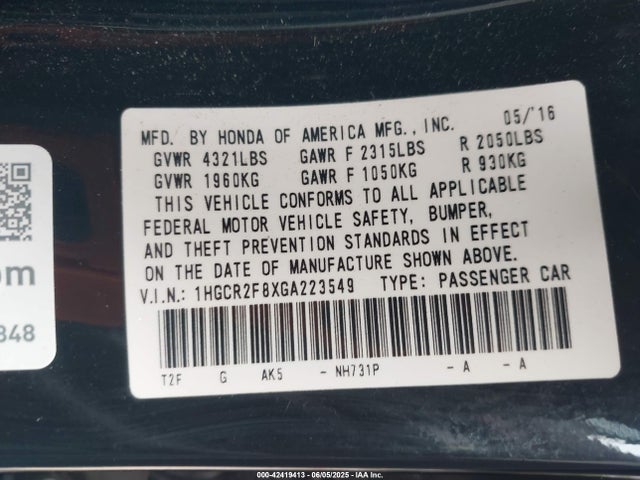 MFD. BY HONDA OF AMERICA MFG., INC. 05/'16
GVWR 4321LBS GAWR F 2315LBS R 2050LBS
GVWR 1960KG GAWR F 1050KG R 930KG
THIS VEHICLE CONFORMS TO ALL APPLICABLE
FEDERAL MOTOR VEHICLE SAFETY, BUMPER,
AND THEFT PREVENTION STANDARDS IN EFFECT
ON THE DATE OF MANUFACTURE SHOWN ABOVE.
V.I.N.: 1HGCR2F8XGA223549 TYPE: PASSENGER CAR
T2F G AK5 - NH731P - A - A
om
848
000-42419413 | 06/05/2025 - IAA Inc.